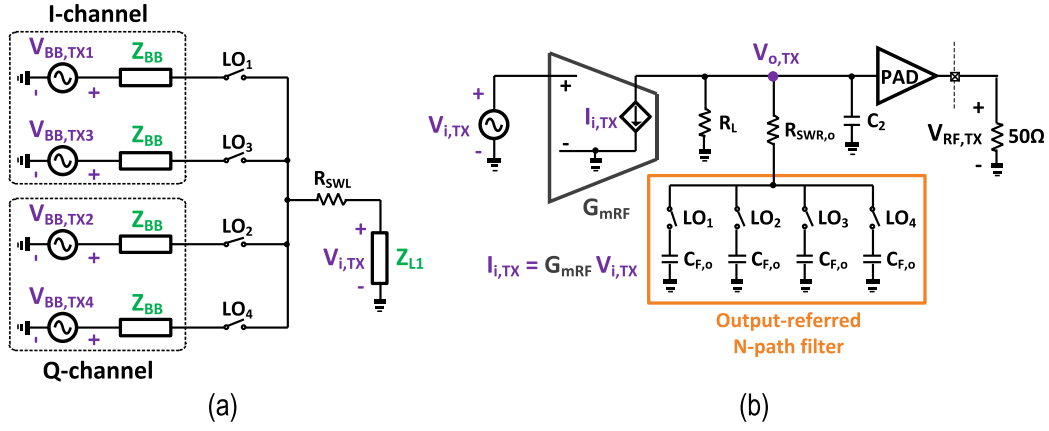 I-channel
V_BB,TX1
Z_BB
LO_1
-
+
V_BB,TX3
Z_BB
LO_3
-
+
V_BB,TX2
Z_BB
LO_2
-
+
V_BB,TX4
Z_BB
LO_4
-
+
Q-channel
R_SWL
+
V_i,TX
-
Z_L1
(a)
+
V_i,TX
-
+
-
I_i,TX
G_mRF
R_L
V_o,TX
R_SWR,o
C_2
PAD
+
V_RF,TX
-
50Ω
LO_1 LO_2 LO_3 LO_4
C_F,o C_F,o C_F,o C_F,o
I_i,TX = G_mRF V_i,TX
Output-referred
N-path filter
(b)